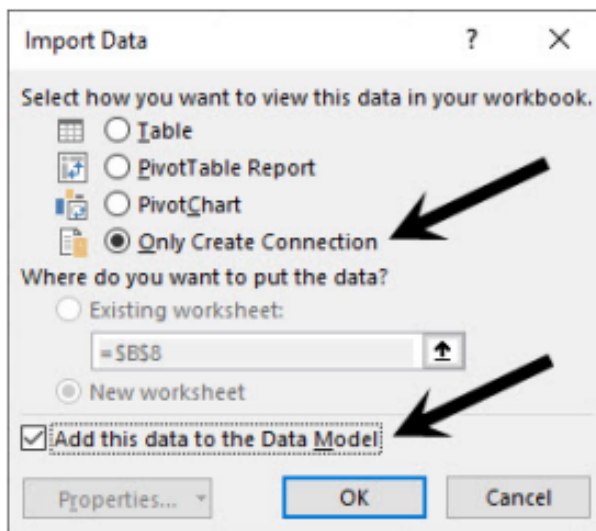 Import Data ?
Select how you want to view this data in your workbook.
Table
PivotTable Report
PivotChart
Only Create Connection
Where do you want to put the data?
Existing worksheet:
=$B$8
New worksheet
Add this data to the Data Model
Properties... OK Cancel